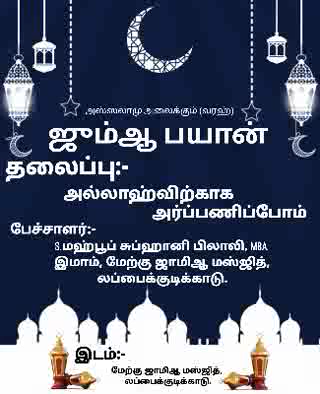 அஸ்ஸலாமு அலைக்கும் (வரஹ்)
ஜும்ஆ பயான்
தலைப்பு:-
அல்லாஹ்விற்காக
அர்ப்பணிப்போம்
பேச்சாளர்:-
S.மஹ்பூப் சுப்ஹானி பிலாலி, MBA
இமாம், மேற்கு ஜாமிஆ மஸ்ஜித்,
லப்பைக்குடிக்காடு.
இடம்:-
மேற்கு ஜாமிஆ மஸ்ஜித்,
லப்பைக்குடிக்காடு.